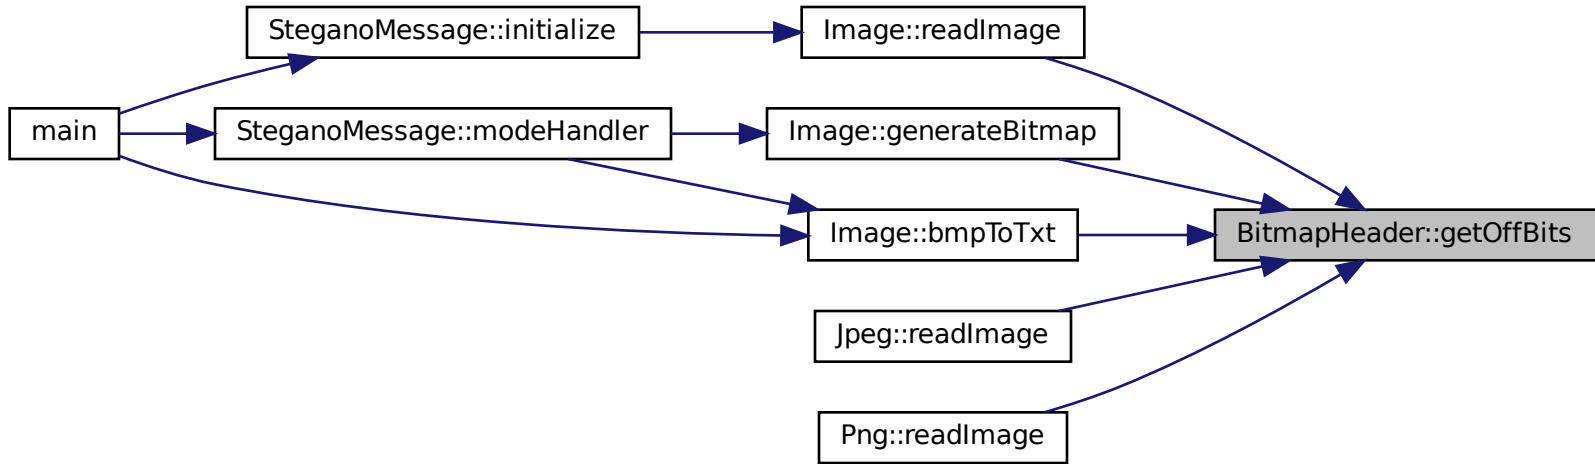 SteganoMessage::initialize
Image::readImage
main
SteganoMessage::modeHandler
Image::generateBitmap
Image::bmpToTxt
BitmapHeader::getOffBits
Jpeg::readImage
Png::readImage